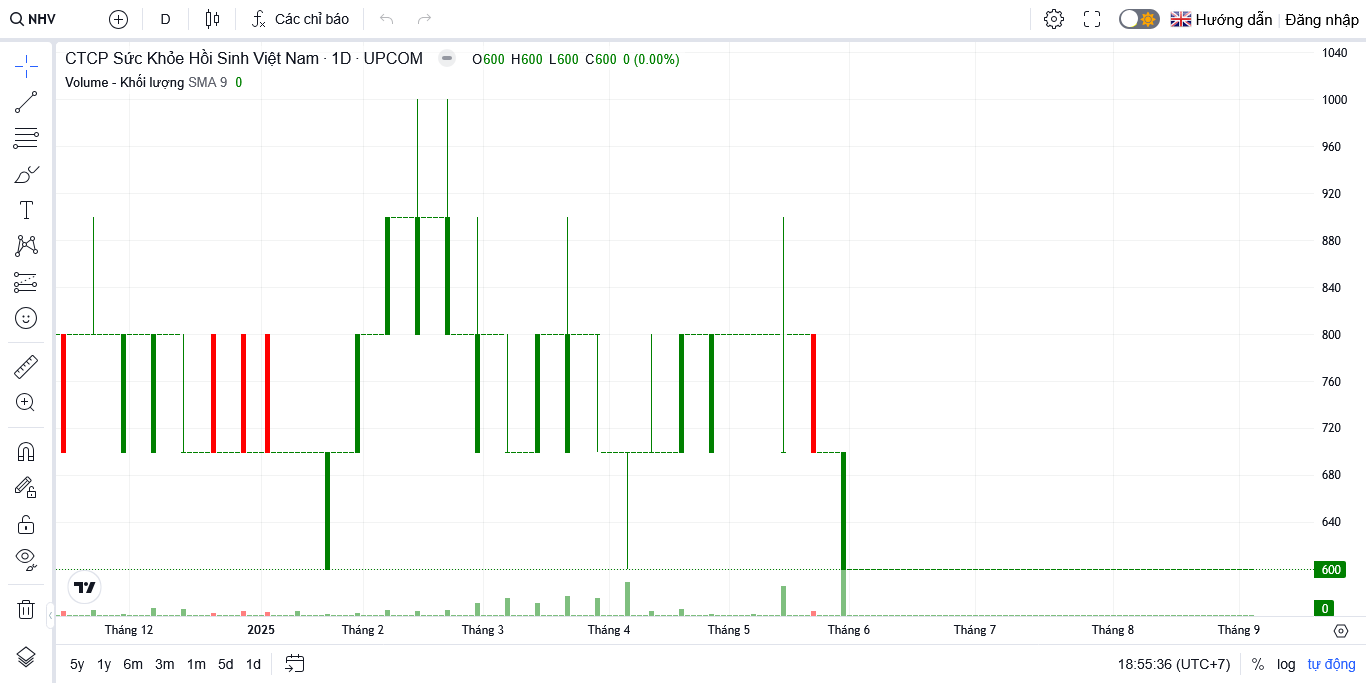 NHV D Các chỉ báo Hướng dẫn Đăng nhập
CTCP Sức Khỏe Hồi Sinh Việt Nam · 1D · UPCOM O600 H600 L600 C600 0 (0.00%)
Volume - Khối lượng SMA 9 0
1040
1000
960
920
880
840
800
760
720
680
640
600
0
Tháng 12 2025 Tháng 2 Tháng 3 Tháng 4 Tháng 5 Tháng 6 Tháng 7 Tháng 8 Tháng 9
5y 1y 6m 3m 1m 5d 1d 18:55:36 (UTC+7) % log tự động